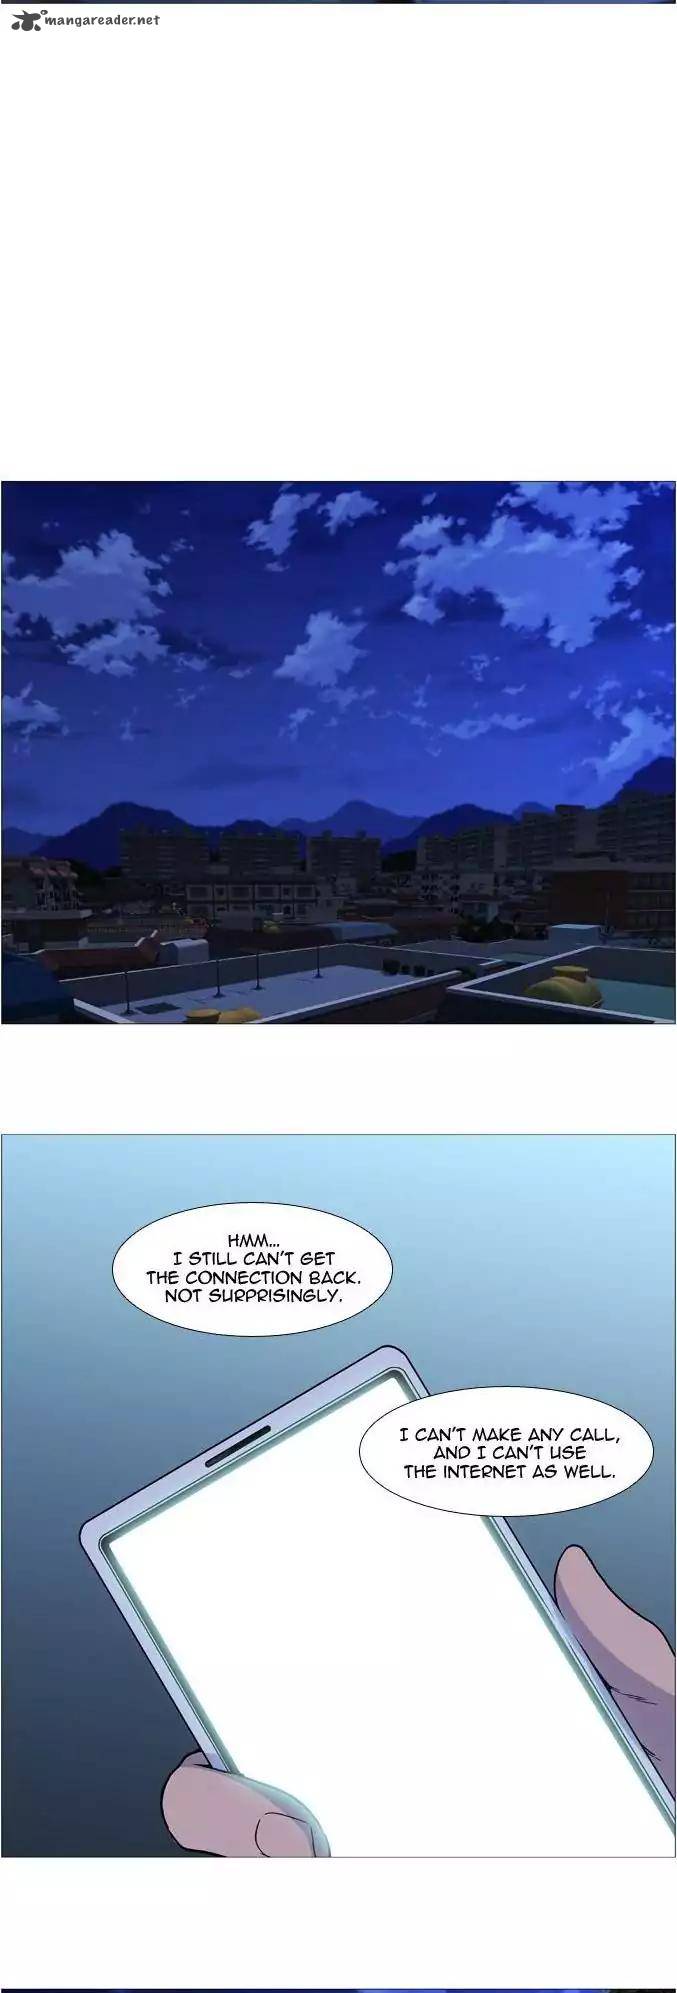 mangareader.net
HMM...
I STILL CAN'T GET
THE CONNECTION BACK.
NOT SURPRISINGLY.
I CAN'T MAKE ANY CALL,
AND I CAN'T USE
THE INTERNET AS WELL.